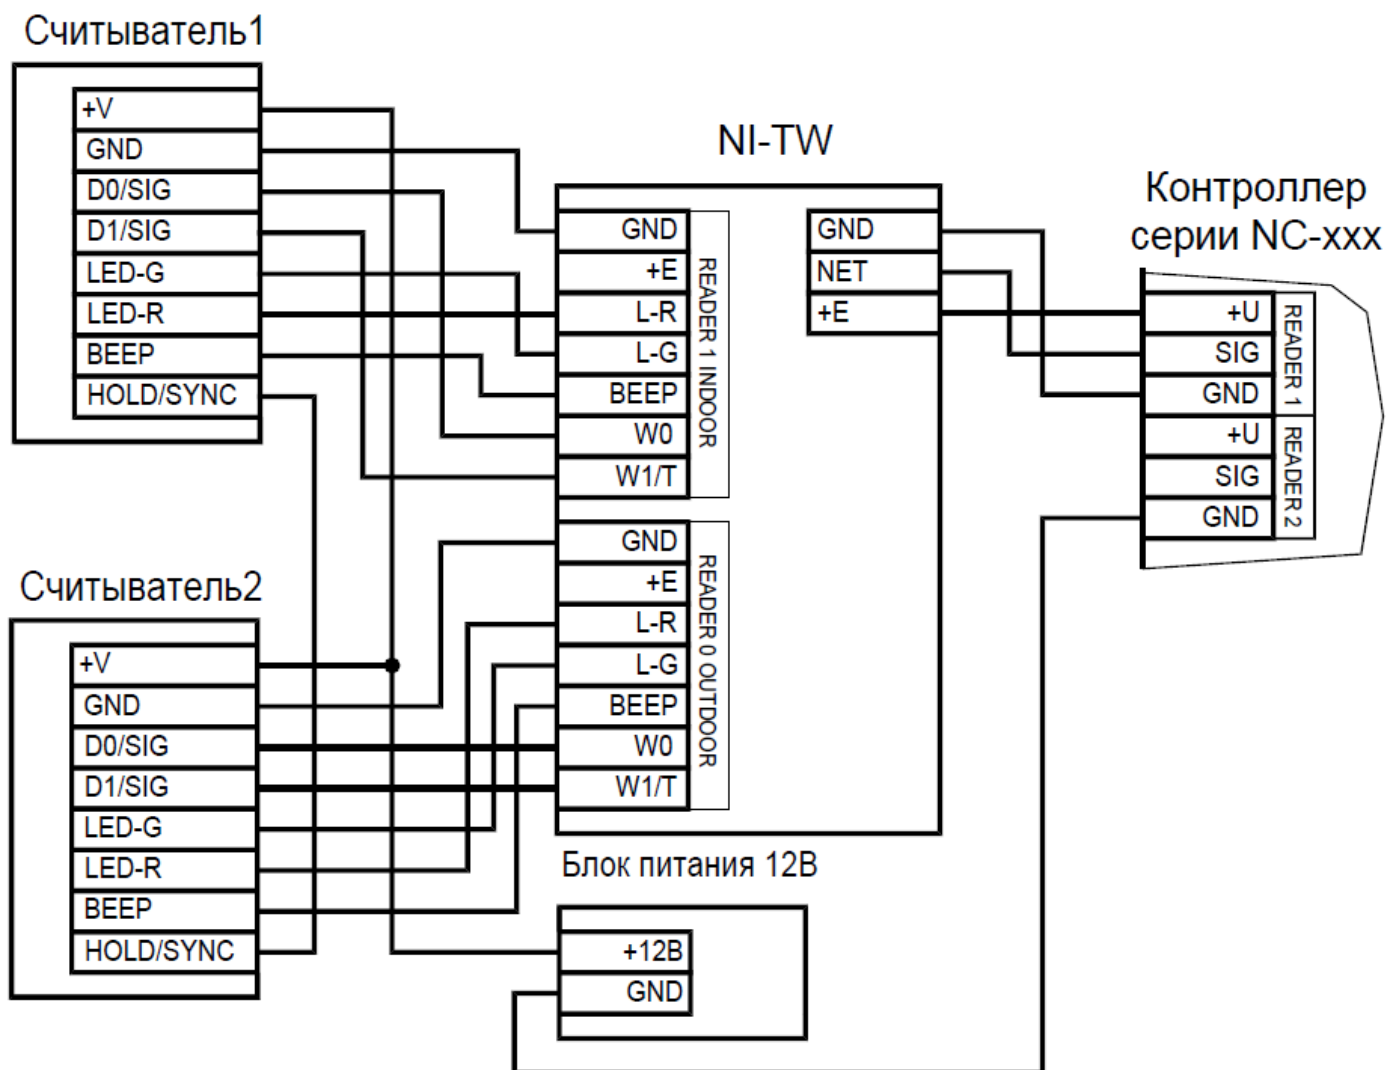 Считыватель1
+V
GND
D0/SIG
D1/SIG
LED-G
LED-R
BEEP
HOLD/SYNC
Считыватель2
+V
GND
D0/SIG
D1/SIG
LED-G
LED-R
BEEP
HOLD/SYNC
NI-TW
GND
+E
L-R
L-G
BEEP
W0
W1/T
READER 1 INDOOR
GND
+E
L-R
L-G
BEEP
W0
W1/T
READER 0 OUTDOOR
GND
NET
+E
Блок питания 12В
+12В
GND
Контроллер
серии NC-xxx
+U
SIG
GND
READER 1
+U
SIG
GND
READER 2